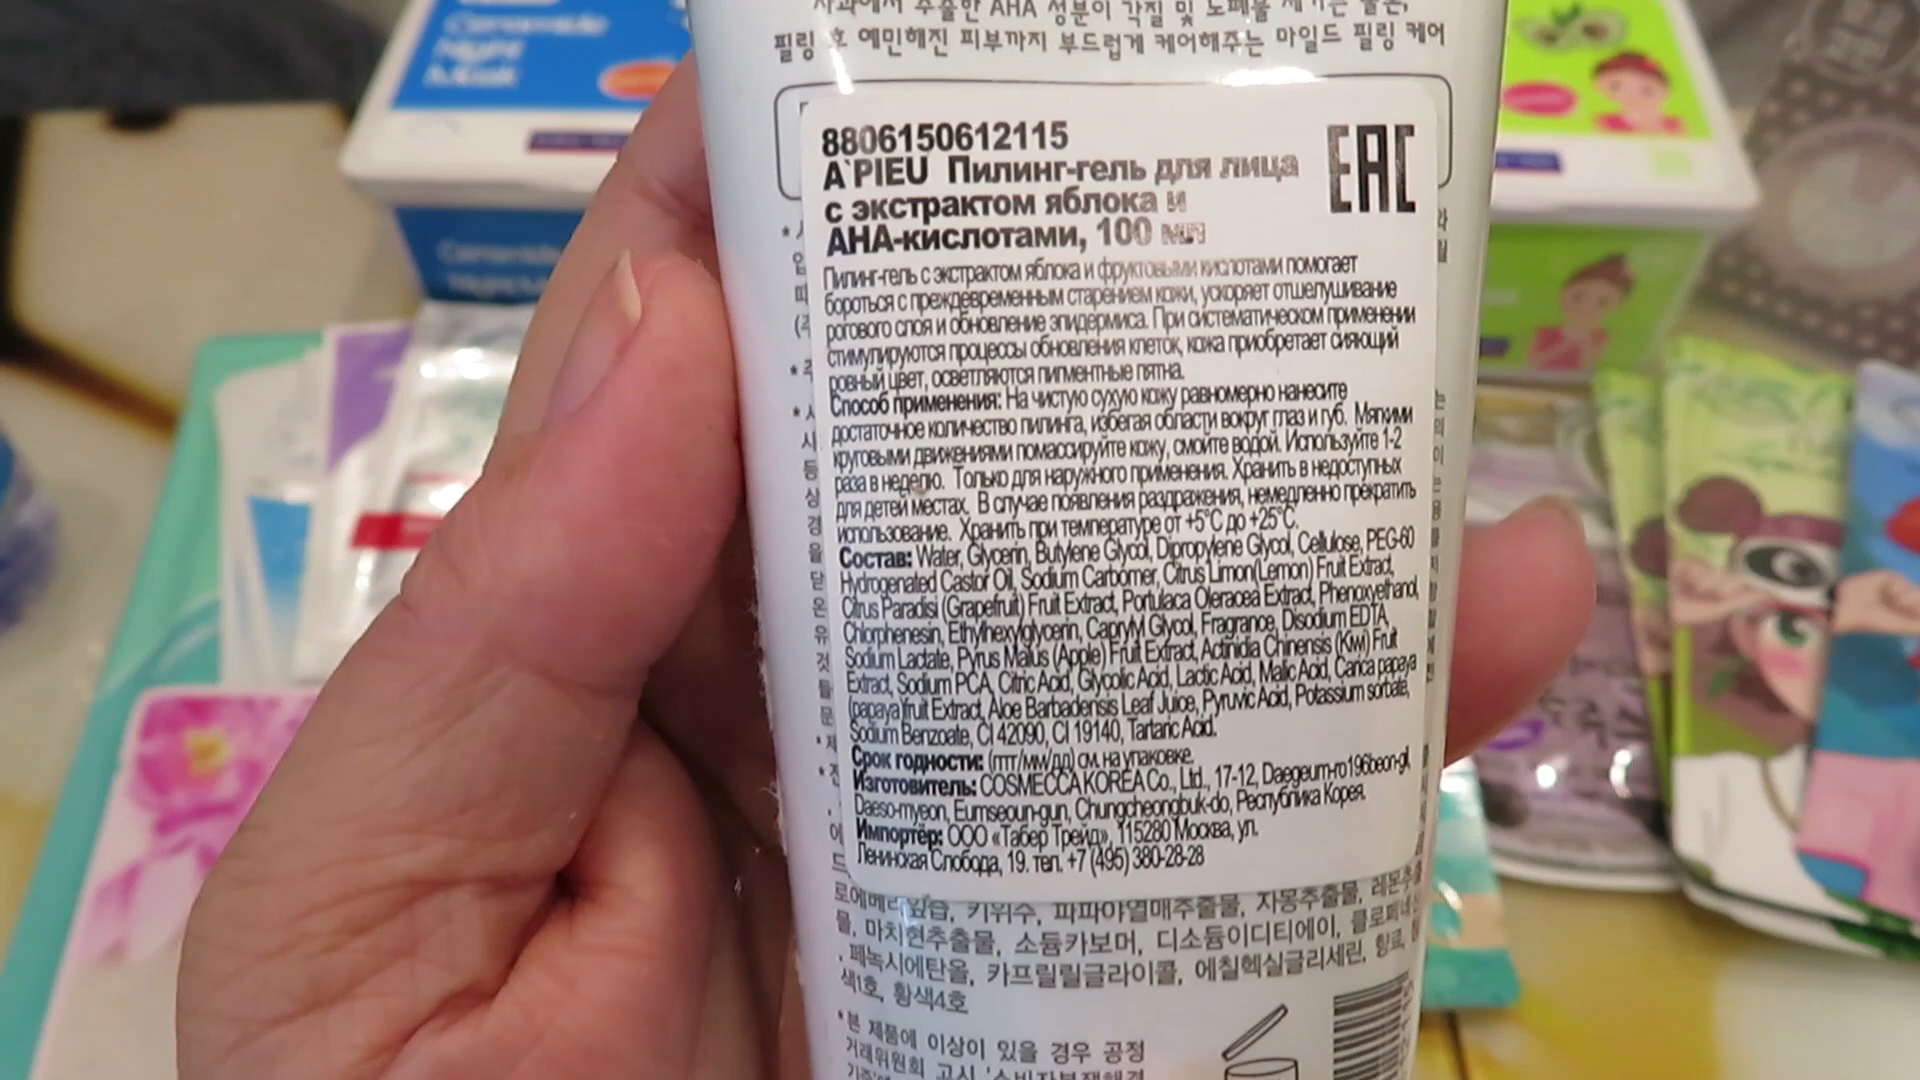 Ceramide
Night
Mask
사과에서 추출한 AHA 성분이 각질 및 노폐물
필링 후 예민해진 피부까지 부드럽게 케어해주는 마일드 필링 케어
8806150612115
EAC
A`PIEU Пилинг-гель для лица
с экстрактом яблока и
АНА-кислотами, 100 мл
Пилинг-гель с экстрактом яблока и фруктовыми кислотами помогает
бороться с преждевременным старением кожи, ускоряет отшелушивание
рогового слоя и обновление эпидермиса. При систематическом применении
стимулируются процессы обновления клеток, кожа приобретает сияющий
ровный цвет, осветляются пигментные пятна.
Способ применения: На чистую сухую кожу равномерно нанесите
достаточное количество пилинга, избегая области вокруг глаз и губ. Мягкими
круговыми движениями помассируйте кожу, смойте водой. Используйте 1-2
раза в неделю. Только для наружного применения. Хранить в недоступных
для детей местах. В случае появления раздражения, немедленно прекратить
использование. Хранить при температуре от +5°С до +25°С.
Состав: Water, Glycerin, Butylene Glycol, Dipropylene Glycol, Cellulose, PEG-60
Hydrogenated Castor Oil, Sodium Carbomer, Citrus Limon(Lemon) Fruit Extract,
Citrus Paradisi (Grapefruit) Fruit Extract, Portulaca Oleracea Extract, Phenoxyethanol,
Chlorphenesin, Ethylhexylglycerin, Caprylyl Glycol, Fragrance, Disodium EDTA,
Sodium Lactate, Pyrus Malus (Apple) Fruit Extract, Actinidia Chinensis (Kiwi) Fruit
Extract, Sodium PCA, Citric Acid, Glycolic Acid, Lactic Acid, Malic Acid, Carica papaya
(papaya)fruit Extract, Aloe Barbadensis Leaf Juice, Pyruvic Acid, Potassium sorbate,
Sodium Benzoate, CI 42090, CI 19140, Tartaric Acid.
Срок годности: (гггг/мм/дд) см. на упаковке.
Изготовитель: COSMECCA KOREA Co., Ltd., 17-12, Daegeum-ro 196beon-gil,
Daeso-myeon, Eumseoun-gun, Chungcheongbuk-do, Республика Корея.
Импортёр: ООО «Табер Трейд», 115280 Москва, ул.
Ленинская Слобода, 19. тел. +7 (495) 380-28-28
로에베라잎즙, 키위수, 파파야열매추출물, 자몽추출물, 레몬추출
물, 마치현추출물, 소듐카보머, 디소듐이디티에이, 클로페네신
, 페녹시에탄올, 카프릴릴글라이콜, 에칠헥실글리세린, 향료,
색1호, 황색4호
*본 제품에 이상이 있을 경우 공정
거래위원회 고시